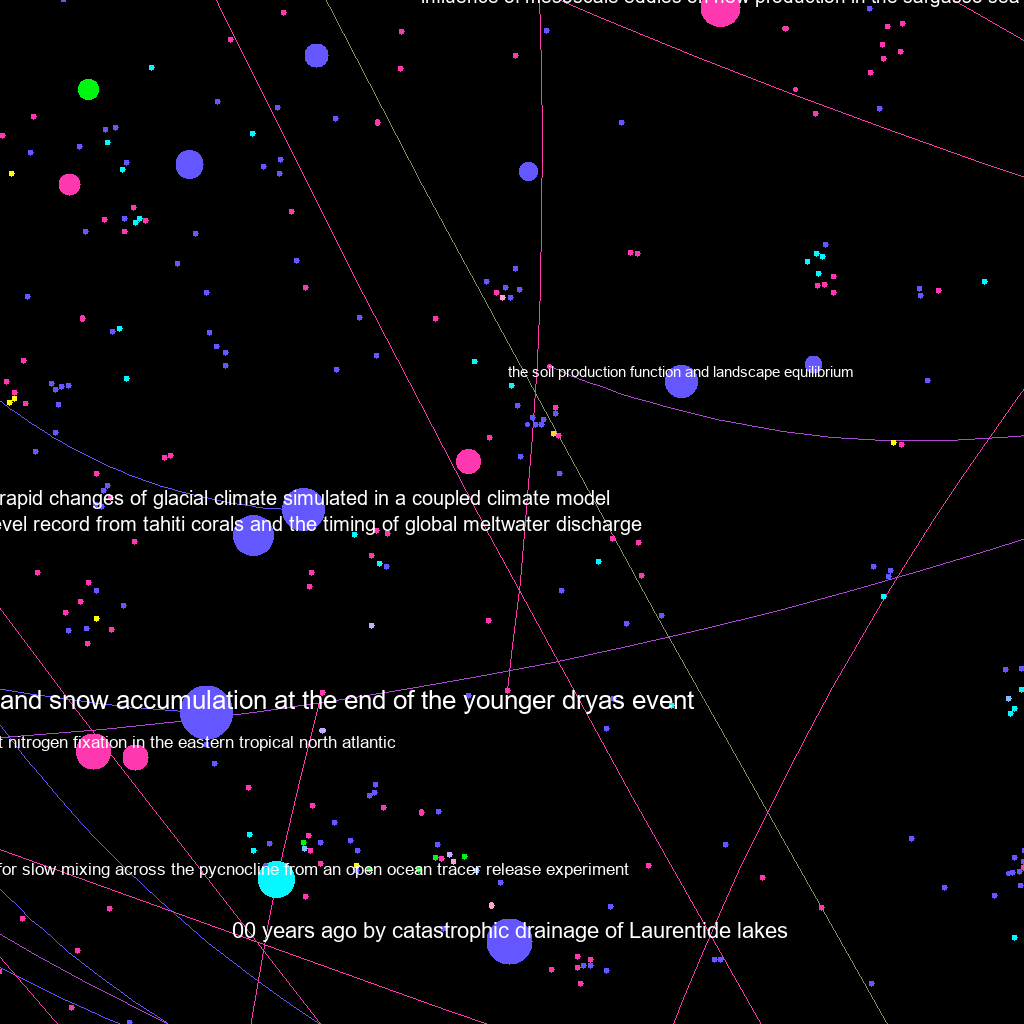 influence of mesoscale eddies on new production in the sargasso sea
the soil production function and landscape equilibrium
rapid changes of glacial climate simulated in a coupled climate model
evel record from tahiti corals and the timing of global meltwater discharge
and snow accumulation at the end of the younger dryas event
t nitrogen fixation in the eastern tropical north atlantic
for slow mixing across the pycnocline from an open ocean tracer release experiment
00 years ago by catastrophic drainage of Laurentide lakes